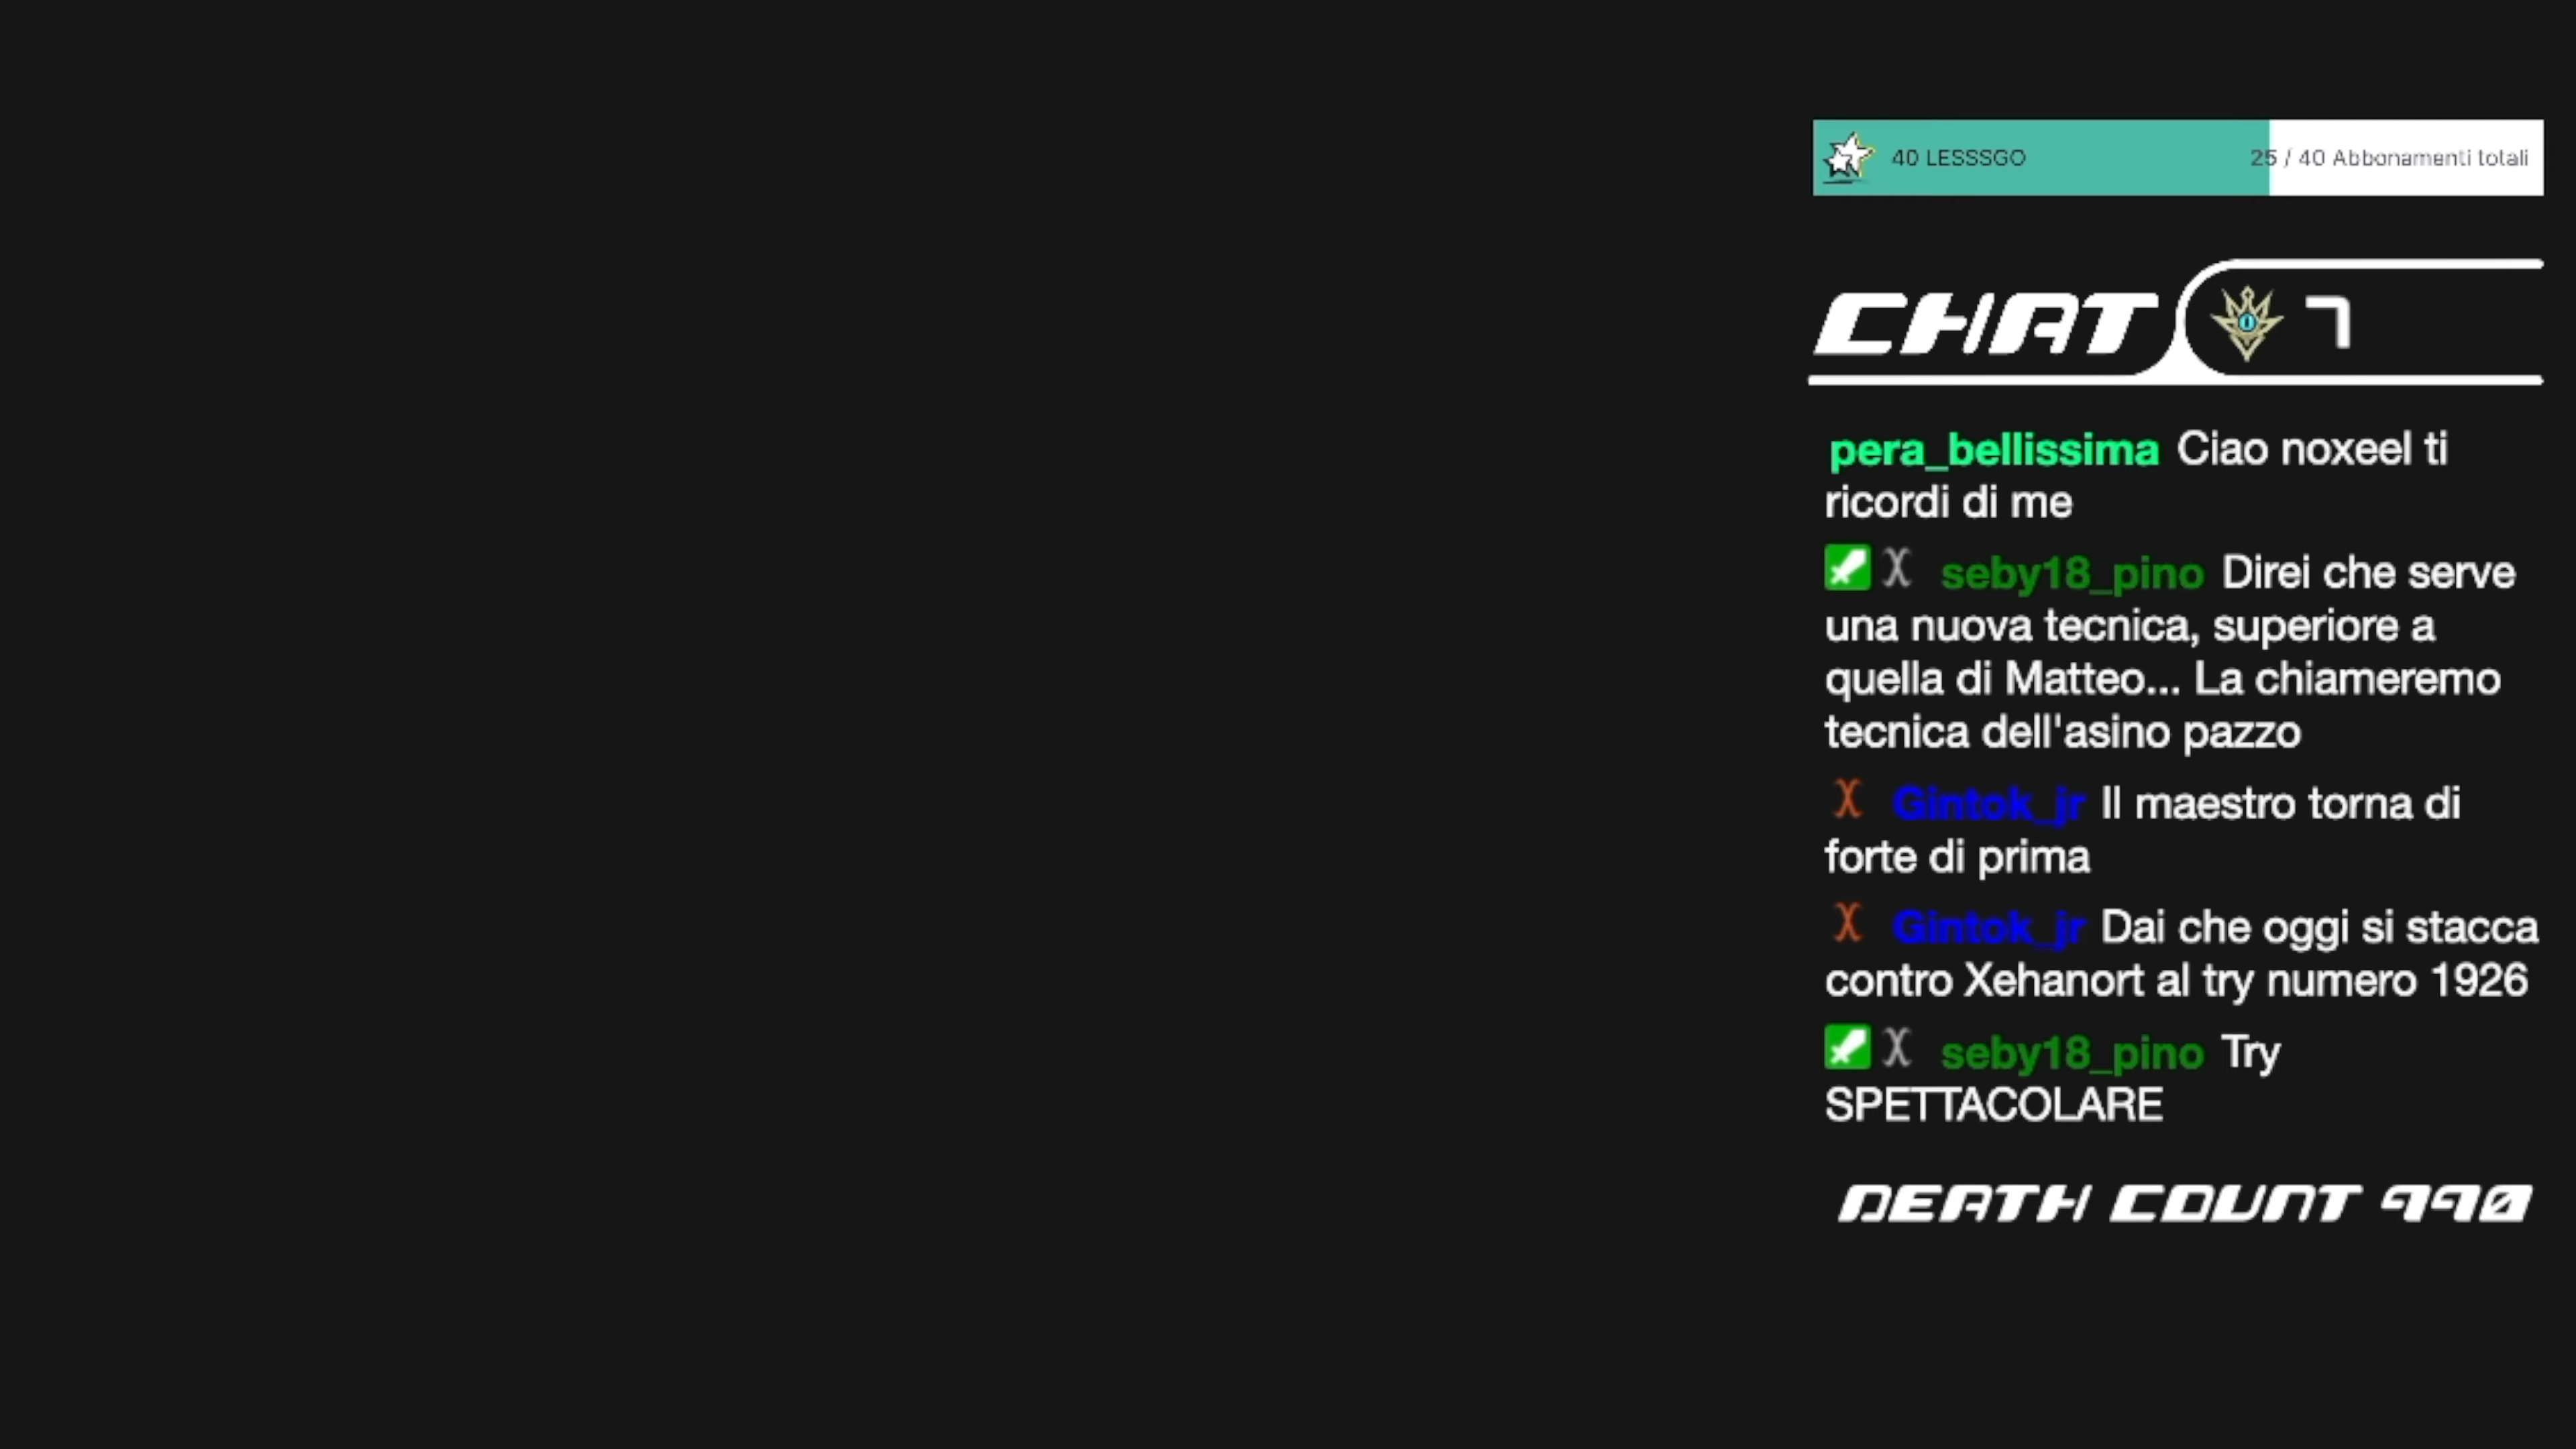 40 LESSSGO 25 / 40 Abbonamenti totali
CHAT 7
pera_bellissima Ciao noxeel ti
ricordi di me
seby18_pino Direi che serve
una nuova tecnica, superiore a
quella di Matteo... La chiameremo
tecnica dell'asino pazzo
Gintok_jr Il maestro torna di
forte di prima
Gintok_jr Dai che oggi si stacca
contro Xehanort al try numero 1926
seby18_pino Try
SPETTACOLARE
DEATH COUNT 990